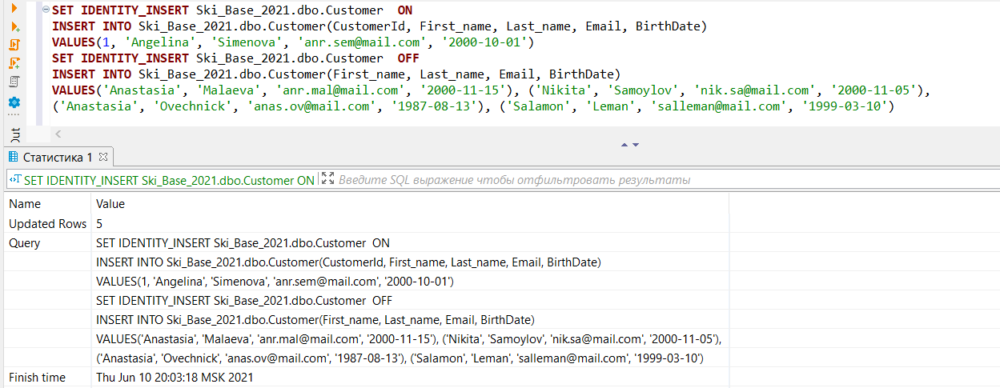 SET IDENTITY_INSERT Ski_Base_2021.dbo.Customer  ON
INSERT INTO Ski_Base_2021.dbo.Customer(CustomerId, First_name, Last_name, Email, BirthDate)
VALUES(1, 'Angelina', 'Simenova', 'anr.sem@mail.com', '2000-10-01')
SET IDENTITY_INSERT Ski_Base_2021.dbo.Customer  OFF
INSERT INTO Ski_Base_2021.dbo.Customer(First_name, Last_name, Email, BirthDate)
VALUES('Anastasia', 'Malaeva', 'anr.mal@mail.com', '2000-11-15'), ('Nikita', 'Samoylov', 'nik.sa@mail.com', '2000-11-05'),
('Anastasia', 'Ovechnick', 'anas.ov@mail.com', '1987-08-13'), ('Salamon', 'Leman', 'salleman@mail.com', '1999-03-10')
Out
Статистика 1
SET IDENTITY_INSERT Ski_Base_2021.dbo.Customer ON Введите SQL выражение чтобы отфильтровать результаты
Name Value
Updated Rows 5
Query SET IDENTITY_INSERT Ski_Base_2021.dbo.Customer  ON
INSERT INTO Ski_Base_2021.dbo.Customer(CustomerId, First_name, Last_name, Email, BirthDate)
VALUES(1, 'Angelina', 'Simenova', 'anr.sem@mail.com', '2000-10-01')
SET IDENTITY_INSERT Ski_Base_2021.dbo.Customer  OFF
INSERT INTO Ski_Base_2021.dbo.Customer(First_name, Last_name, Email, BirthDate)
VALUES('Anastasia', 'Malaeva', 'anr.mal@mail.com', '2000-11-15'), ('Nikita', 'Samoylov', 'nik.sa@mail.com', '2000-11-05'),
('Anastasia', 'Ovechnick', 'anas.ov@mail.com', '1987-08-13'), ('Salamon', 'Leman', 'salleman@mail.com', '1999-03-10')
Finish time Thu Jun 10 20:03:18 MSK 2021